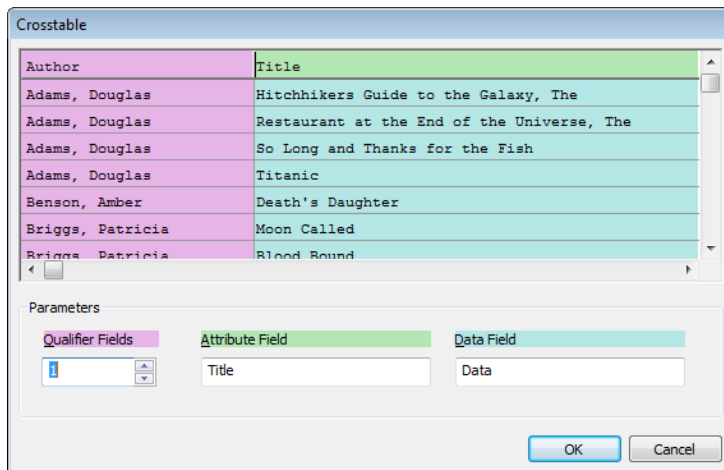 Crosstable
Author Title
Adams, Douglas Hitchhikers Guide to the Galaxy, The
Adams, Douglas Restaurant at the End of the Universe, The
Adams, Douglas So Long and Thanks for the Fish
Adams, Douglas Titanic
Benson, Amber Death's Daughter
Briggs, Patricia Moon Called
Briggs, Patricia Blood Bound
Parameters
Qualifier Fields Attribute Field Data Field
1 Title Data
OK Cancel